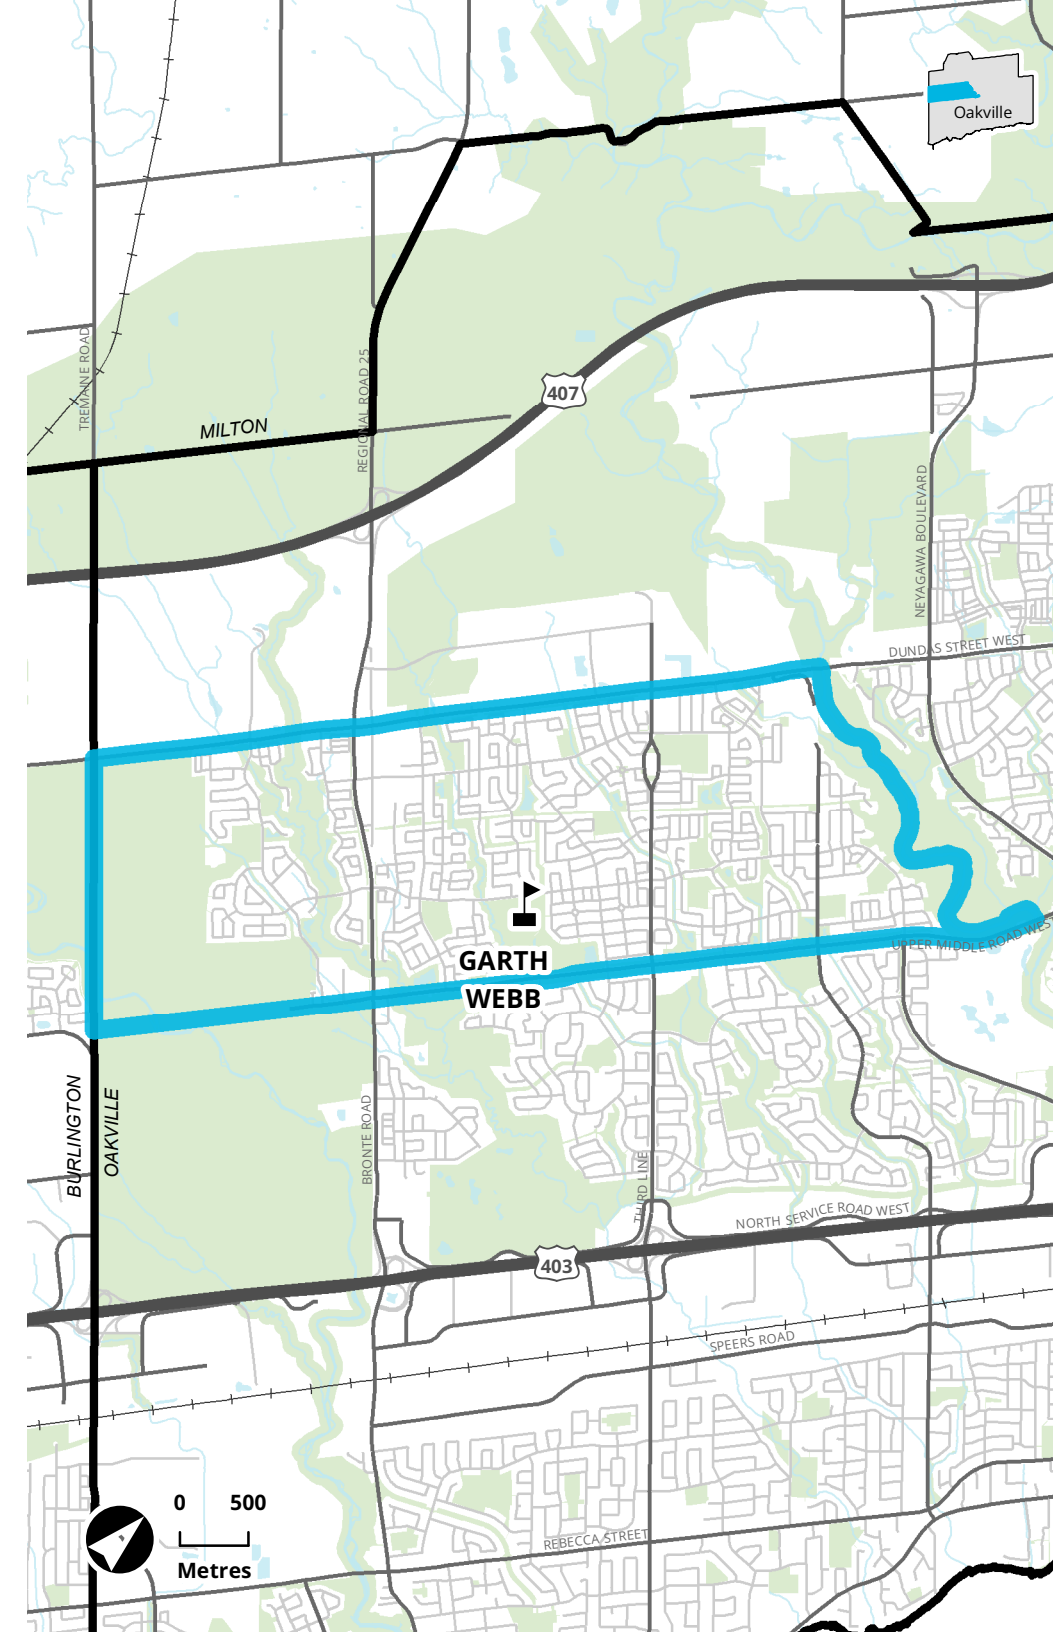 Oakville
TREMAINE ROAD
REGIONAL ROAD 25
407
MILTON
NEYAGAWA BOULEVARD
DUNDAS STREET WEST
GARTH
WEBB
UPPER MIDDLE ROAD WEST
BURLINGTON
OAKVILLE
BRONTE ROAD
THIRD LINE
NORTH SERVICE ROAD WEST
403
SPEERS ROAD
0 500
Metres
REBECCA STREET